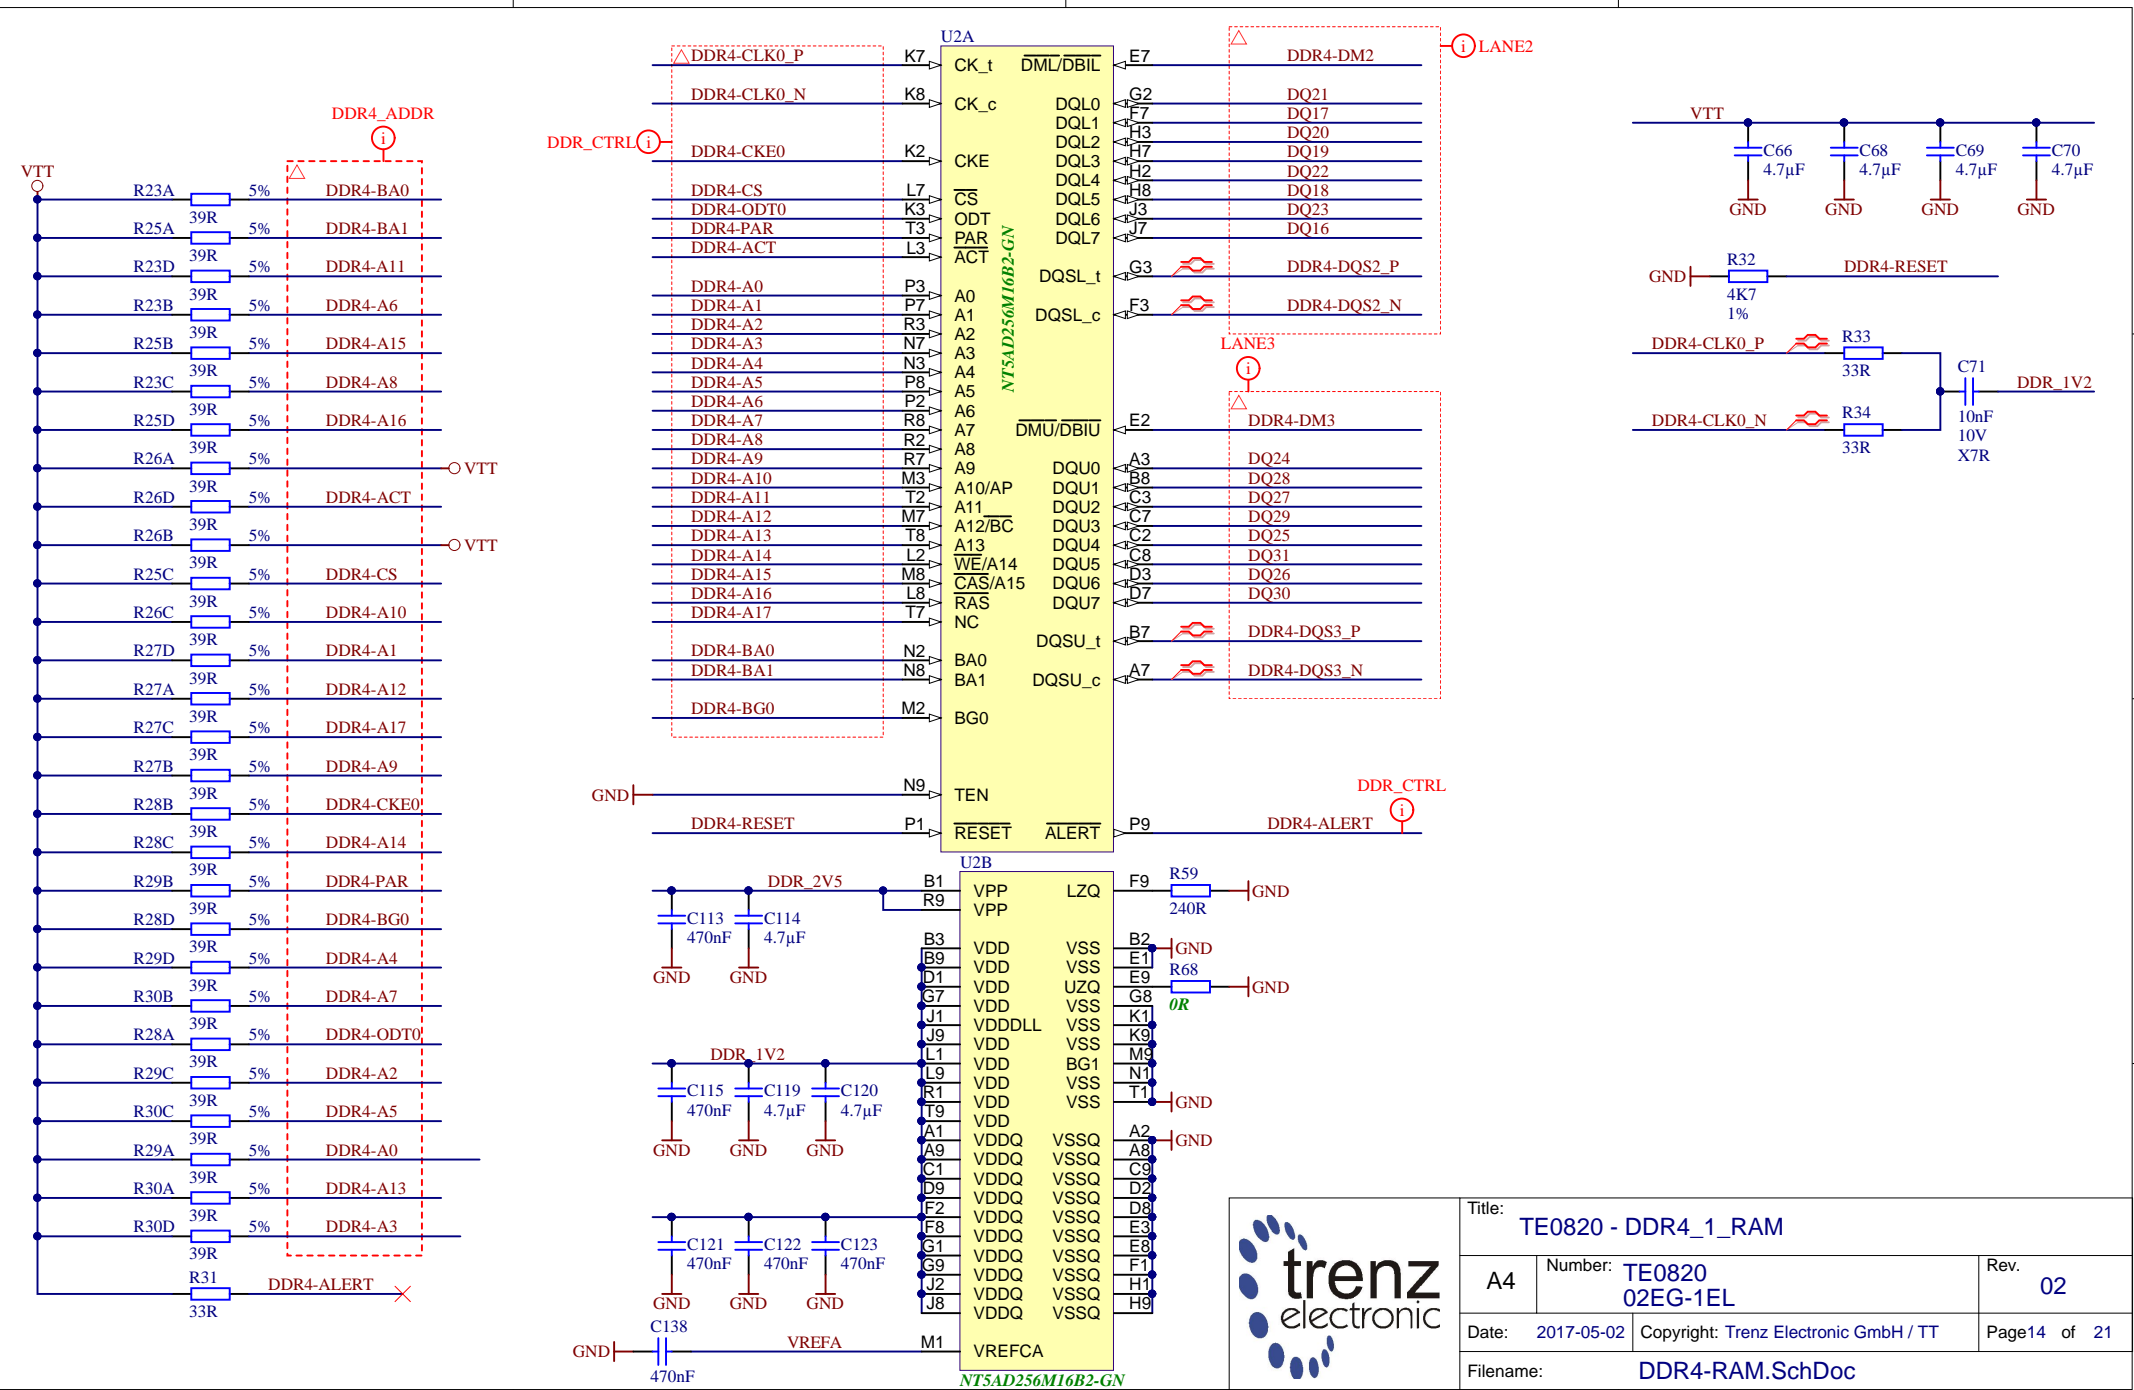 DDR4_ADDR
i
VTT
R23A 5% DDR4-BA0
39R
R25A 5% DDR4-BA1
39R
R23D 5% DDR4-A11
39R
R23B 5% DDR4-A6
39R
R25B 5% DDR4-A15
39R
R23C 5% DDR4-A8
39R
R25D 5% DDR4-A16
39R
R26A 5% VTT
39R
R26D 5% DDR4-ACT
39R
R26B 5% VTT
39R
R25C 5% DDR4-CS
39R
R26C 5% DDR4-A10
39R
R27D 5% DDR4-A1
39R
R27A 5% DDR4-A12
39R
R27C 5% DDR4-A17
39R
R27B 5% DDR4-A9
39R
R28B 5% DDR4-CKE0
39R
R28C 5% DDR4-A14
39R
R29B 5% DDR4-PAR
39R
R28D 5% DDR4-BG0
39R
R29D 5% DDR4-A4
39R
R30B 5% DDR4-A7
39R
R28A 5% DDR4-ODT0
39R
R29C 5% DDR4-A2
39R
R30C 5% DDR4-A5
39R
R29A 5% DDR4-A0
39R
R30A 5% DDR4-A13
39R
R30D 5% DDR4-A3
39R
R31 DDR4-ALERT
33R
U2A
DDR_CTRL i
DDR4-CLK0_P K7 CK_t
DDR4-CLK0_N K8 CK_c
DDR4-CKE0 K2 CKE
DDR4-CS L7 CS
DDR4-ODT0 K3 ODT
DDR4-PAR T3 PAR
DDR4-ACT L3 ACT
DDR4-A0 P3 A0
DDR4-A1 P7 A1
DDR4-A2 R3 A2
DDR4-A3 N7 A3
DDR4-A4 N3 A4
DDR4-A5 P8 A5
DDR4-A6 P2 A6
DDR4-A7 R8 A7
DDR4-A8 R2 A8
DDR4-A9 R7 A9
DDR4-A10 M3 A10/AP
DDR4-A11 T2 A11
DDR4-A12 M7 A12/BC
DDR4-A13 T8 A13
DDR4-A14 L2 WE/A14
DDR4-A15 M8 CAS/A15
DDR4-A16 L8 RAS
DDR4-A17 T7 NC
DDR4-BA0 N2 BA0
DDR4-BA1 N8 BA1
DDR4-BG0 M2 BG0
GND N9 TEN
DDR4-RESET P1 RESET
NT5AD256M16B2-GN
i LANE2
DML/DBIL E7 DDR4-DM2
DQL0 G2 DQ21
DQL1 F7 DQ17
DQL2 H3 DQ20
DQL3 H7 DQ19
DQL4 H2 DQ22
DQL5 H8 DQ18
DQL6 J3 DQ23
DQL7 J7 DQ16
DQSL_t G3 DDR4-DQS2_P
DQSL_c F3 DDR4-DQS2_N
LANE3
i
DMU/DBIU E2 DDR4-DM3
DQU0 A3 DQ24
DQU1 B8 DQ28
DQU2 C3 DQ27
DQU3 C7 DQ29
DQU4 C2 DQ25
DQU5 C8 DQ31
DQU6 D3 DQ26
DQU7 D7 DQ30
DQSU_t B7 DDR4-DQS3_P
DQSU_c A7 DDR4-DQS3_N
DDR_CTRL
i
ALERT P9 DDR4-ALERT
U2B
DDR_2V5 B1 VPP
R9 VPP
C113 C114
470nF 4.7µF
GND GND
B3 VDD
B9 VDD
D1 VDD
G7 VDD
J1 VDDDLL
J9 VDD
DDR_1V2 L1 VDD
L9 VDD
R1 VDD
T9 VDD
C115 C119 C120
470nF 4.7µF 4.7µF
GND GND GND
A1 VDDQ
A9 VDDQ
C1 VDDQ
D9 VDDQ
F2 VDDQ
F8 VDDQ
G1 VDDQ
G9 VDDQ
J2 VDDQ
J8 VDDQ
C121 C122 C123
470nF 470nF 470nF
GND GND GND
C138
GND VREFA M1 VREFCA
470nF
NT5AD256M16B2-GN
LZQ F9 R59 GND
240R
VSS B2 GND
VSS E1
UZQ E9 R68 GND
0R
VSS G8
VSS K1
VSS K9
BG1 M9
VSS N1
VSS T1 GND
VSSQ A2 GND
VSSQ A8
VSSQ C9
VSSQ D2
VSSQ D8
VSSQ E3
VSSQ E8
VSSQ F1
VSSQ H1
VSSQ H9
VTT
C66 C68 C69 C70
4.7µF 4.7µF 4.7µF 4.7µF
GND GND GND GND
GND R32 DDR4-RESET
4K7
1%
DDR4-CLK0_P R33
33R
C71 DDR_1V2
10nF
10V
X7R
DDR4-CLK0_N R34
33R
trenz
electronic
Title:
TE0820 - DDR4_1_RAM
A4 Number: TE0820
02EG-1EL
Rev.
02
Date: 2017-05-02 Copyright: Trenz Electronic GmbH / TT Page14 of 21
Filename: DDR4-RAM.SchDoc